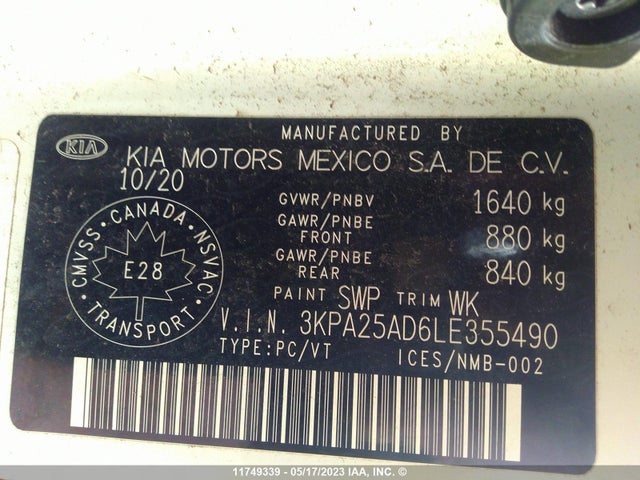 MANUFACTURED BY
KIA
KIA MOTORS MEXICO S.A. DE C.V.
10/20
GVWR/PNBV 1640 kg
GAWR/PNBE FRONT 880 kg
GAWR/PNBE REAR 840 kg
CMVSS · CANADA · NSVAC
E28
TRANSPORT
PAINT SWP TRIM WK
V.I.N. 3KPA25AD6LE355490
TYPE:PC/VT ICES/NMB-002
11749339 - 05/17/2023 IAA, INC. ©